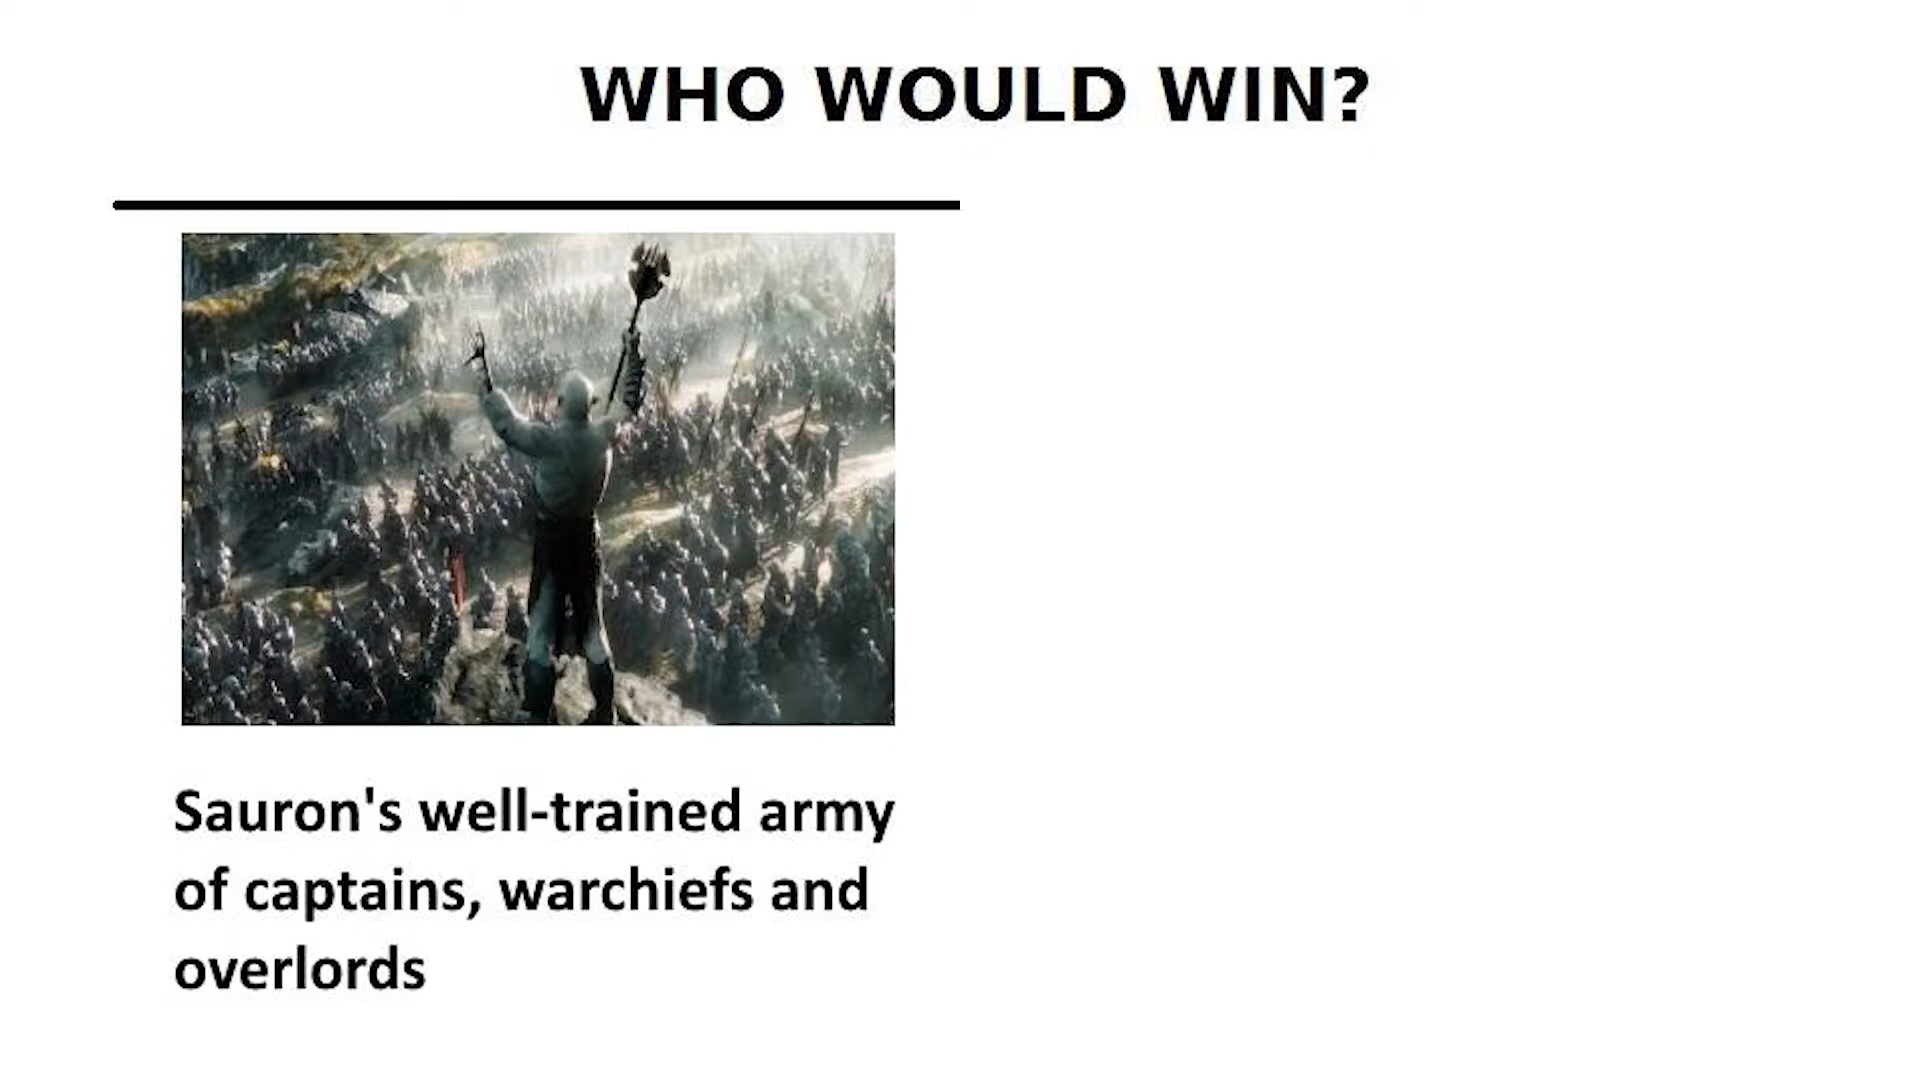 WHO WOULD WIN?
Sauron's well-trained army
of captains, warchiefs and
overlords